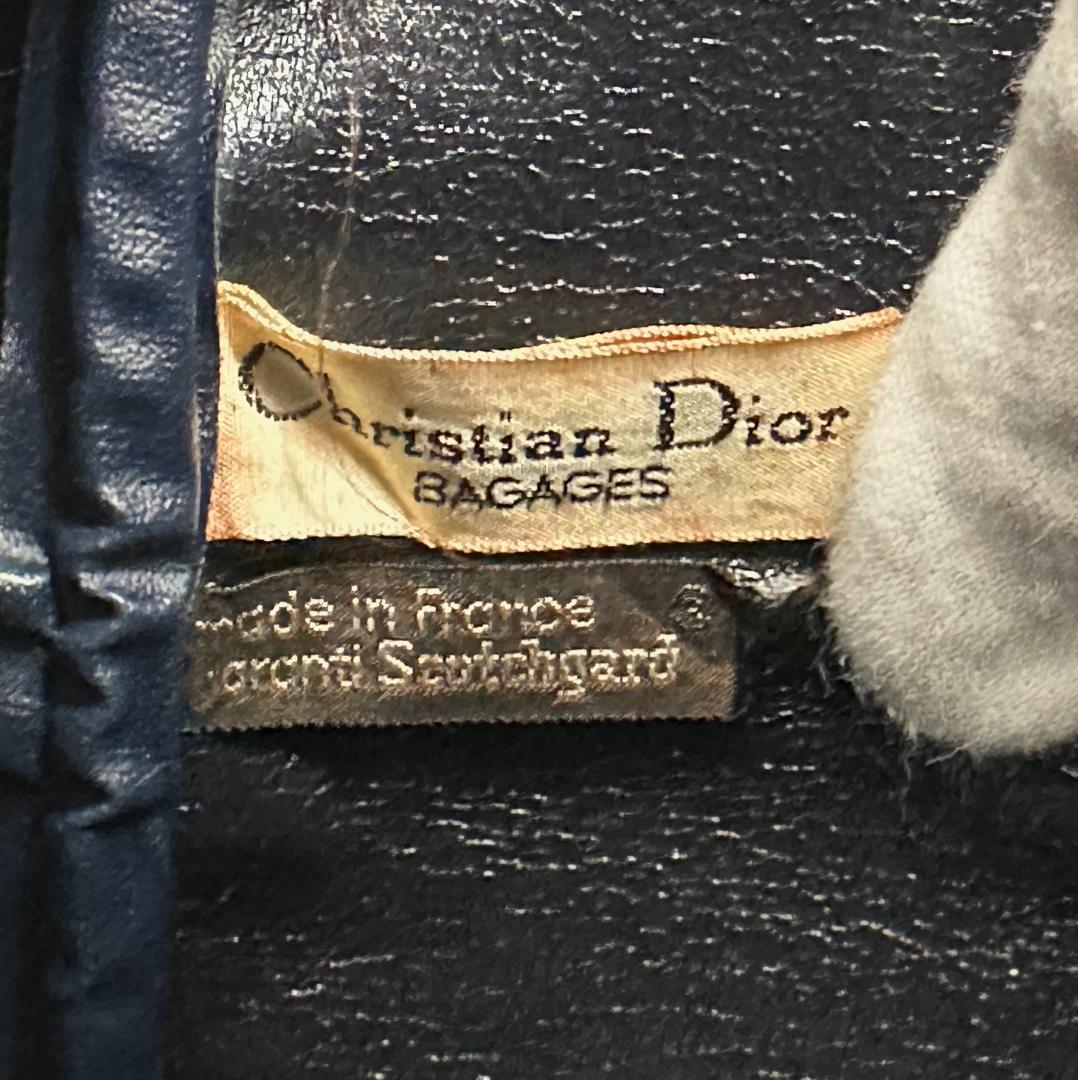 Christian Dior
BAGAGES
made in France ®
garanti Scotchgard